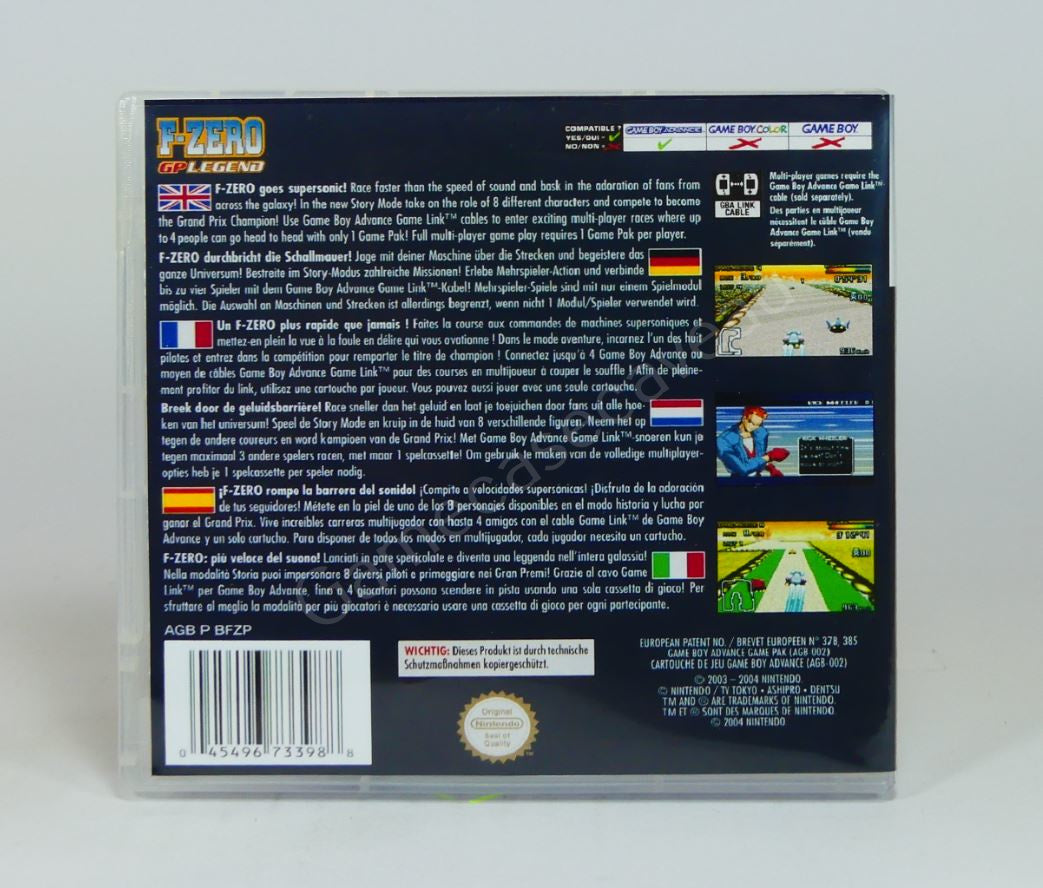 F-ZERO
GP LEGEND
COMPATIBLE ?
YES/OUI =
NO/NON =
GAME BOY ADVANCE
GAME BOY COLOR
GAME BOY
F-ZERO goes supersonic! Race faster than the speed of sound and bask in the adoration of fans from
across the galaxy! In the new Story Mode take on the role of 8 different characters and compete to become
the Grand Prix Champion! Use Game Boy Advance Game Link™ cables to enter exciting multi-player races where up
to 4 people can go head to head with only 1 Game Pak! Full multi-player game play requires 1 Game Pak per player.
GBA LINK
CABLE
Multi-player games require the
Game Boy Advance Game Link™
cable (sold separately).
Des parties en multijoueur
nécessitent le câble Game Boy
Advance Game Link™ (vendu
séparément).
F-ZERO durchbricht die Schallmauer! Jage mit deiner Maschine über die Strecken und begeistere das
ganze Universum! Bestreite im Story-Modus zahlreiche Missionen! Erlebe Mehrspieler-Action und verbinde
bis zu vier Spieler mit dem Game Boy Advance Game Link™-Kabel! Mehrspieler-Spiele sind mit nur einem Spielmodul
möglich. Die Auswahl an Maschinen und Strecken ist allerdings begrenzt, wenn nicht 1 Modul/Spieler verwendet wird.
Un F-ZERO plus rapide que jamais ! Faites la course aux commandes de machines supersoniques et
mettez-en plein la vue à la foule en délire qui vous ovationne ! Dans le mode aventure, incarnez l'un des huit
pilotes et entrez dans la compétition pour remporter le titre de champion ! Connectez jusqu'à 4 Game Boy Advance au
moyen de câbles Game Boy Advance Game Link™ pour des courses en multijoueur à couper le souffle ! Afin de pleine-
ment profiter du link, utilisez une cartouche par joueur. Vous pouvez aussi jouer avec une seule cartouche.
Breek door de geluidsbarrière! Race sneller dan het geluid en laat je toejuichen door fans uit alle hoe-
ken van het universum! Speel de Story Mode en kruip in de huid van 8 verschillende figuren! Neem het op
tegen de andere coureurs en word kampioen van de Grand Prix! Met Game Boy Advance Game Link™-snoeren kun je
tegen maximaal 3 andere spelers racen, met maar 1 spelcassette! Om gebruik te maken van de volledige multiplayer-
opties heb je 1 spelcassette per speler nodig.
¡F-ZERO rompe la barrera del sonido! ¡Compite a velocidades supersónicas! ¡Disfruta de la adoración
de tus seguidores! Métete en la piel de uno de los 8 personajes disponibles en el modo historia y lucha por
ganar el Grand Prix. Vive increíbles carreras multijugador con hasta 4 amigos con el cable Game Link™ de Game Boy
Advance y un solo cartucho. Para disponer de todos los modos en multijugador, cada jugador necesita un cartucho.
F-ZERO: più veloce del suono! Lanciati in gare spericolate e diventa una leggenda nell'intera galassia!
Nella modalità Storia puoi impersonare 8 diversi piloti e primeggiare nei Gran Premi! Grazie al cavo Game
Link™ per Game Boy Advance, fino a 4 giocatori possono scendere in pista usando una sola cassetta di gioco! Per
sfruttare al meglio la modalità per più giocatori è necessario usare una cassetta di gioco per ogni partecipante.
AGB P BFZP
0 45496 73398 8
WICHTIG: Dieses Produkt ist durch technische
Schutzmaßnahmen kopiergeschützt.
Original
Nintendo
Seal of
Quality
EUROPEAN PATENT NO. / BREVET EUROPEEN N° 378, 385
GAME BOY ADVANCE GAME PAK (AGB-002)
CARTOUCHE DE JEU GAME BOY ADVANCE (AGB-002)
© 2003 - 2004 NINTENDO.
© NINTENDO / TV TOKYO • ASHIPRO • DENTSU
TM AND ® ARE TRADEMARKS OF NINTENDO.
TM ET ® SONT DES MARQUES DE NINTENDO.
© 2004 NINTENDO